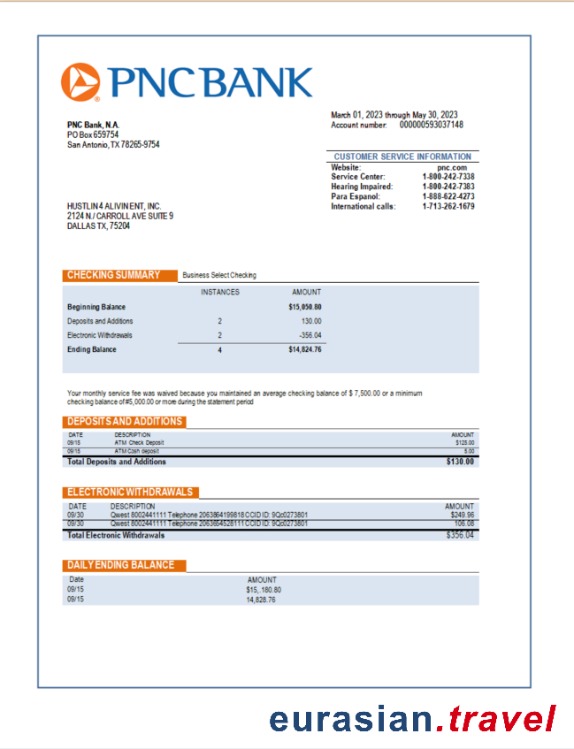 PNC BANK
March 01, 2023 through May 30, 2023
Account number: 000000593037148
PNC Bank, N.A.
PO Box 659754
San Antonio, TX 78265-9754
CUSTOMER SERVICE INFORMATION
Website: pnc.com
Service Center: 1-800-242-7338
Hearing Impaired: 1-800-242-7383
Para Espanol: 1-888-622-4273
International calls: 1-713-262-1679
HUSTLIN 4 ALIVIN ENT, INC.
2124 N./ CARROLL AVE SUITE 9
DALLAS TX, 75204
CHECKING SUMMARY Business Select Checking
INSTANCES AMOUNT
Beginning Balance $15,050.80
Deposits and Additions 2 130.00
Electronic Withdrawals 2 -356.04
Ending Balance 4 $14,824.76
Your monthly service fee was waived because you maintained an average checking balance of $ 7,500.00 or a minimum
checking balance of #5,000.00 or more during the statement period
DEPOSITS AND ADDITIONS
DATE DESCRIPTION AMOUNT
09/15 ATM Check Deposit $125.00
09/15 ATM Cash deposit 5.00
Total Deposits and Additions $130.00
ELECTRONIC WITHDRAWALS
DATE DESCRIPTION AMOUNT
09/30 Qwest 8002441111 Telephone 2063864199818 CCID ID: 9Qc0273801 $249.96
09/30 Qwest 8002441111 Telephone 2063654528111 CCID ID: 9Qc0273801 106.08
Total Electronic Withdrawals $356.04
DAILY ENDING BALANCE
Date AMOUNT
09/15 $15,.180.80
09/15 14,828.76
eurasian.travel